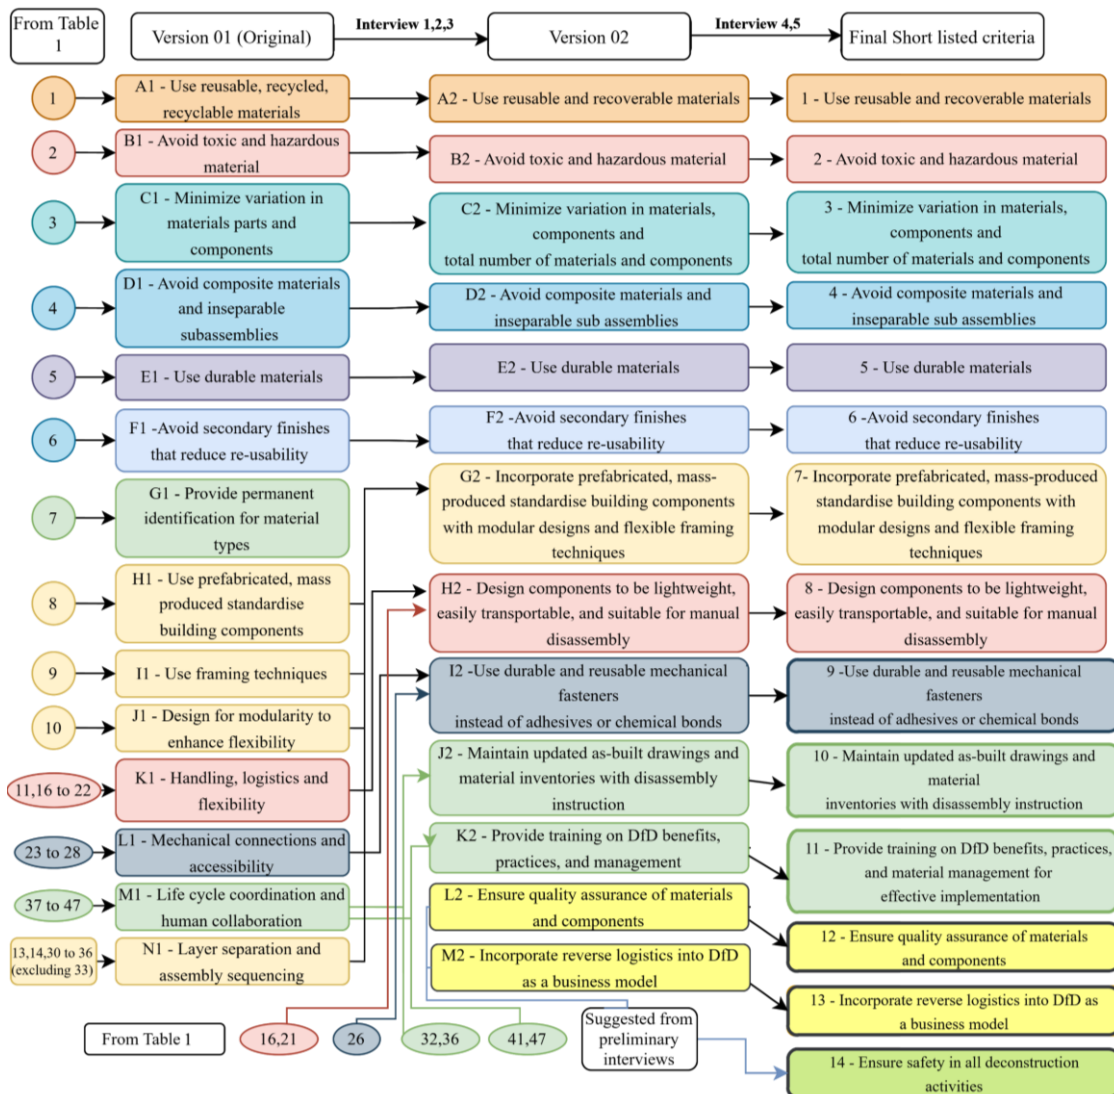 From Table
1
Version 01 (Original)
Interview 1,2,3
Version 02
Interview 4,5
Final Short listed criteria
1
A1 - Use reusable, recycled,
recyclable materials
A2 - Use reusable and recoverable materials
1 - Use reusable and recoverable materials
2
B1 - Avoid toxic and hazardous
material
B2 - Avoid toxic and hazardous material
2 - Avoid toxic and hazardous material
3
C1 - Minimize variation in
materials parts and
components
C2 - Minimize variation in materials,
components and
total number of materials and components
3 - Minimize variation in materials,
components and
total number of materials and components
4
D1 - Avoid composite materials
and inseparable
subassemblies
D2 - Avoid composite materials and
inseparable sub assemblies
4 - Avoid composite materials and
inseparable sub assemblies
5
E1 - Use durable materials
E2 - Use durable materials
5 - Use durable materials
6
F1 -Avoid secondary finishes
that reduce re-usability
F2 -Avoid secondary finishes
that reduce re-usability
6 -Avoid secondary finishes
that reduce re-usability
7
G1 - Provide permanent
identification for material
types
G2 - Incorporate prefabricated, mass-
produced standardise building components
with modular designs and flexible framing
techniques
7- Incorporate prefabricated, mass-produced
standardise building components with
modular designs and flexible framing
techniques
8
H1 - Use prefabricated, mass
produced standardise
building components
H2 - Design components to be lightweight,
easily transportable, and suitable for manual
disassembly
8 - Design components to be lightweight,
easily transportable, and suitable for manual
disassembly
9
I1 - Use framing techniques
I2 -Use durable and reusable mechanical
fasteners
instead of adhesives or chemical bonds
9 -Use durable and reusable mechanical
fasteners
instead of adhesives or chemical bonds
10
J1 - Design for modularity to
enhance flexibility
J2 - Maintain updated as-built drawings and
material inventories with disassembly
instruction
10 - Maintain updated as-built drawings and
material
inventories with disassembly instruction
11,16 to 22
K1 - Handling, logistics and
flexibility
K2 - Provide training on DfD benefits,
practices, and management
11 - Provide training on DfD benefits, practices,
and material management for
effective implementation
23 to 28
L1 - Mechanical connections and
accessibility
L2 - Ensure quality assurance of materials
and components
12 - Ensure quality assurance of materials
and components
37 to 47
M1 - Life cycle coordination and
human collaboration
M2 - Incorporate reverse logistics into DfD
as a business model
13 - Incorporate reverse logistics into DfD as
a business model
13,14,30 to 36
(excluding 33)
N1 - Layer separation and
assembly sequencing
From Table 1
16,21
26
32,36
41,47
Suggested from
preliminary
interviews
14 - Ensure safety in all deconstruction
activities